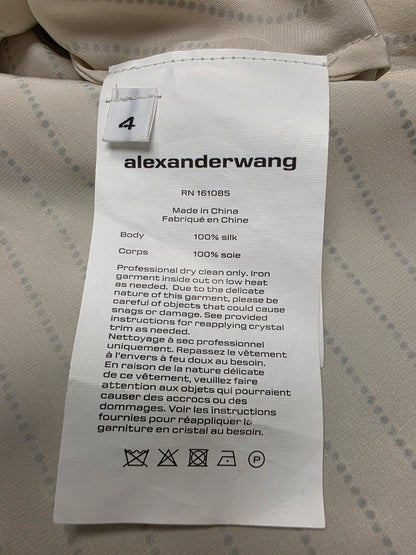 4
alexanderwang
RN 161085
Made in China
Fabriqué en Chine
Body 100% silk
Corps 100% soie
Professional dry clean only. Iron
garment inside out on low heat
as needed. Due to the delicate
nature of this garment, please be
careful of objects that could cause
snags or damage. See provided
instructions for reapplying crystal
trim as needed.
Nettoyage à sec professionnel
uniquement. Repassez le vêtement
à l'envers à feu doux au besoin.
En raison de la nature délicate
de ce vêtement, veuillez faire
attention aux objets qui pourraient
causer des accrocs ou des
dommages. Voir les instructions
fournies pour réappliquer la
garniture en cristal au besoin.
P